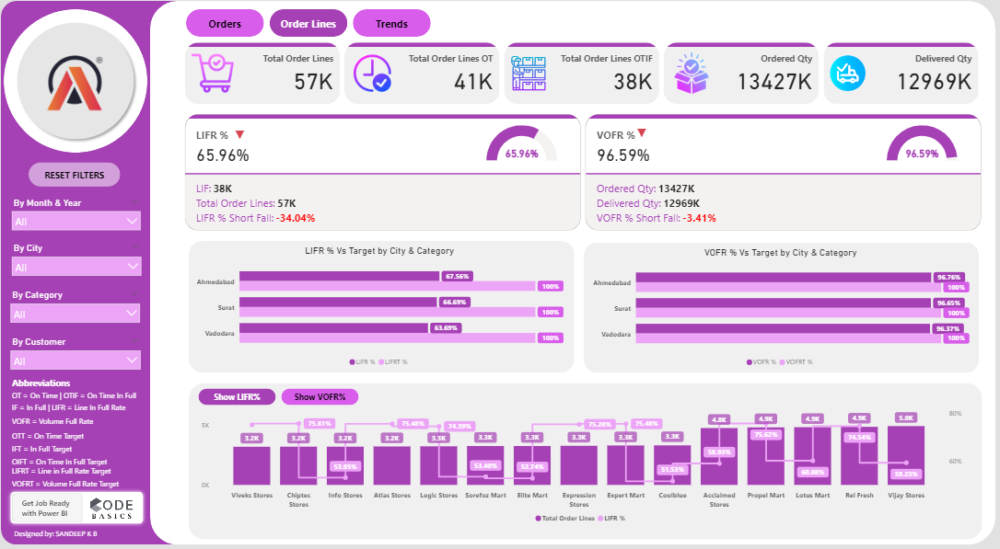 Orders
Order Lines
Trends
Total Order Lines
57K
Total Order Lines OT
41K
Total Order Lines OTIF
38K
Ordered Qty
13427K
Delivered Qty
12969K
RESET FILTERS
By Month & Year
All
By City
All
By Category
All
By Customer
All
Abbreviations
OT = On Time | OTIF = On Time In Full
IF = In Full | LIFR = Line In Full Rate
VOFR = Volume Full Rate
OTT = On Time Target
IFT = In Full Target
OIFT = On Time In Full Target
LIFRT = Line in Full Rate Target
VOFRT = Volume Full Rate Target
Get Job Ready
with Power BI
CODE
BASICS
Designed by: SANDEEP K B
LIFR %
65.96%
65.96%
LIF: 38K
Total Order Lines: 57K
LIFR % Short Fall: -34.04%
VOFR %
96.59%
96.59%
Ordered Qty: 13427K
Delivered Qty: 12969K
VOFR % Short Fall: -3.41%
LIFR % Vs Target by City & Category
Ahmedabad
67.56%
100%
Surat
66.69%
100%
Vadodara
63.69%
100%
LIFR % LIFRT %
VOFR % Vs Target by City & Category
Ahmedabad
96.76%
100%
Surat
96.65%
100%
Vadodara
96.37%
100%
VOFR % VOFRT %
Show LIFR%
Show VOFR%
5K
0K
80%
60%
3.2K 3.2K 3.2K 3.2K 3.3K 3.3K 3.3K 3.3K 3.3K 3.3K 4.8K 4.9K 4.9K 4.9K 5.0K
75.61% 53.05% 75.48% 74.39% 53.40% 52.74% 75.28% 75.48% 51.53% 58.93% 75.62% 60.08% 74.54% 59.23%
Viveks Stores
Chiptec Stores
Info Stores
Atlas Stores
Logic Stores
Sorefoz Mart
Elite Mart
Expression Stores
Expert Mart
Coolblue
Acclaimed Stores
Propel Mart
Lotus Mart
Rel Fresh
Vijay Stores
Total Order Lines LIFR %